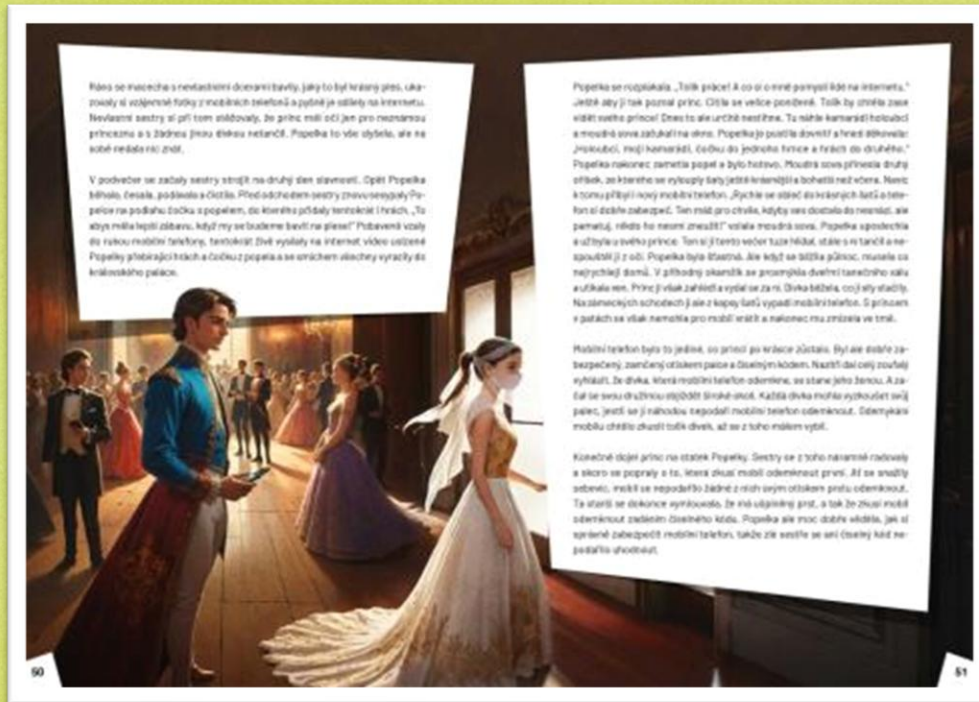 Ráno se macecha s nevlastními dcerami bavily, jaký to byl krásný ples, uka-
zovaly si vzájemně fotky z mobilních telefonů a pyšně je sdílely na internetu.
Nevlastní sestry si při tom stěžovaly, že princ měl oči jen pro neznámou
princeznu a s žádnou jinou dívkou netančil. Popelka to vše slyšela, ale na
sobě nedala nic znát.
V podvečer se začaly sestry strojit na druhý den slavností. Opět Popelka
běhala, česala, podávala a čistila. Před odchodem sestry znovu nasypaly Po-
pelce na podlahu čočku s popelem, do kterého přidaly tentokrát i hrách. „To
abys měla lepší zábavu, když my se budeme bavit na plese!" Pobaveně vzaly
do rukou mobilní telefony, tentokrát živě vysílaly na internet video uslzené
Popelky přebírající hrách a čočku z popela a se smíchem všechny vyrazily do
královského paláce.
Popelka se rozplakala. „Tolik práce! A co si o mně pomyslí lidé na internetu."
Ještě aby ji tak poznal princ. Cítila se velice ponížená. Tolik by chtěla zase
vidět svého prince! Dnes to ale určitě nestihne. Tu náhle kamarádi holoubci
a moudrá sova zaťukali na okno. Popelka je pustila dovnitř a hned děkovala:
„Holoubci, moji kamarádi, čočku do jednoho hrnce a hrách do druhého."
Popelka nakonec zametla popel a bylo hotovo. Moudrá sova přinesla druhý
oříšek, ze kterého se vylouply šaty ještě krásnější a bohatší než včera. Navíc
k tomu přibyl i nový mobilní telefon. „Rychle se obleč do krásných šatů a tele-
fon si dobře zabezpeč. Ten máš pro chvíle, kdyby ses dostala do nesnází, ale
pamatuj, nikdo ho nesmí zneužít!" volala moudrá sova. Popelka uposlechla
a už byla u svého prince. Ten si ji tento večer tuze hlídal, stále s ní tančil a ne-
spouštěl ji z očí. Popelka byla šťastná. Ale když se blížila půlnoc, musela co
nejrychleji domů. V příhodný okamžik se prosmýkla dveřmi tanečního sálu
a utíkala ven. Princ ji však zahlédl a vydal se za ní. Dívka běžela, co jí síly stačily.
Na zámeckých schodech jí ale z kapsy šatů vypadl mobilní telefon. S princem
v patách se však nemohla pro mobil vrátit a nakonec mu zmizela ve tmě.
Mobilní telefon bylo to jediné, co princi po krásce zůstalo. Byl ale dobře za-
bezpečený, zamčený otiskem palce a číselným kódem. Nazítří dal celý zoufalý
vyhlásit, že dívka, která mobilní telefon odemkne, se stane jeho ženou. A za-
čal se svou družinou objíždět široké okolí. Každá dívka mohla vyzkoušet svůj
palec, jestli se jí náhodou nepodaří mobilní telefon odemknout. Odemykání
mobilu chtělo zkusit tolik dívek, až se z toho málem vybil.
Konečně dojel princ na statek Popelky. Sestry se z toho náramně radovaly
a skoro se popraly o to, která zkusí mobil odemknout první. Ať se snažily
sebevíc, mobil se nepodařilo žádné z nich svým otiskem prstu odemknout.
Ta starší se dokonce vymlouvala, že má ušpiněný prst, a tak že zkusí mobil
odemknout zadáním číselného kódu. Popelka ale moc dobře věděla, jak si
správně zabezpečit mobilní telefon, takže zlé sestře se ani číselný kód ne-
podařilo uhodnout.
50
51